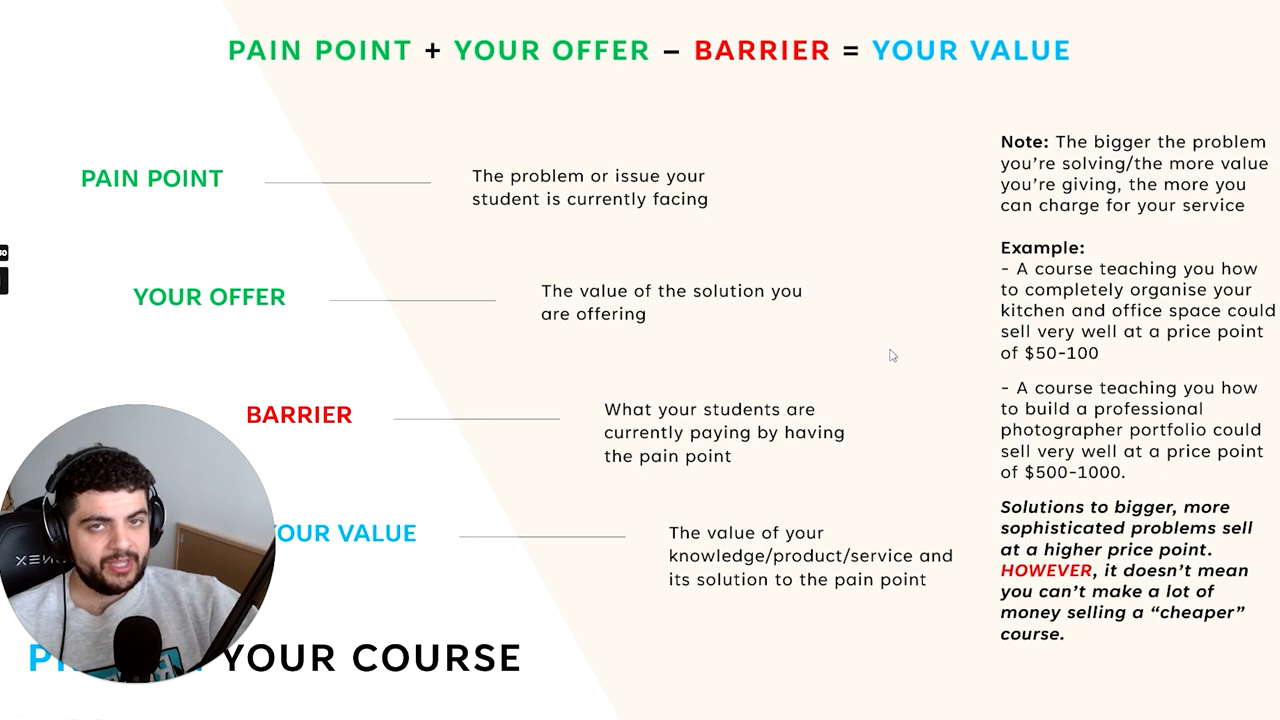 PAIN POINT + YOUR OFFER – BARRIER = YOUR VALUE
PAIN POINT
The problem or issue your
student is currently facing
YOUR OFFER
The value of the solution you
are offering
BARRIER
What your students are
currently paying by having
the pain point
YOUR VALUE
The value of your
knowledge/product/service and
its solution to the pain point
YOUR COURSE
Note: The bigger the problem
you're solving/the more value
you're giving, the more you
can charge for your service
Example:
- A course teaching you how
to completely organise your
kitchen and office space could
sell very well at a price point
of $50-100
- A course teaching you how
to build a professional
photographer portfolio could
sell very well at a price point
of $500-1000.
Solutions to bigger, more
sophisticated problems sell
at a higher price point.
HOWEVER, it doesn't mean
you can't make a lot of
money selling a “cheaper”
course.